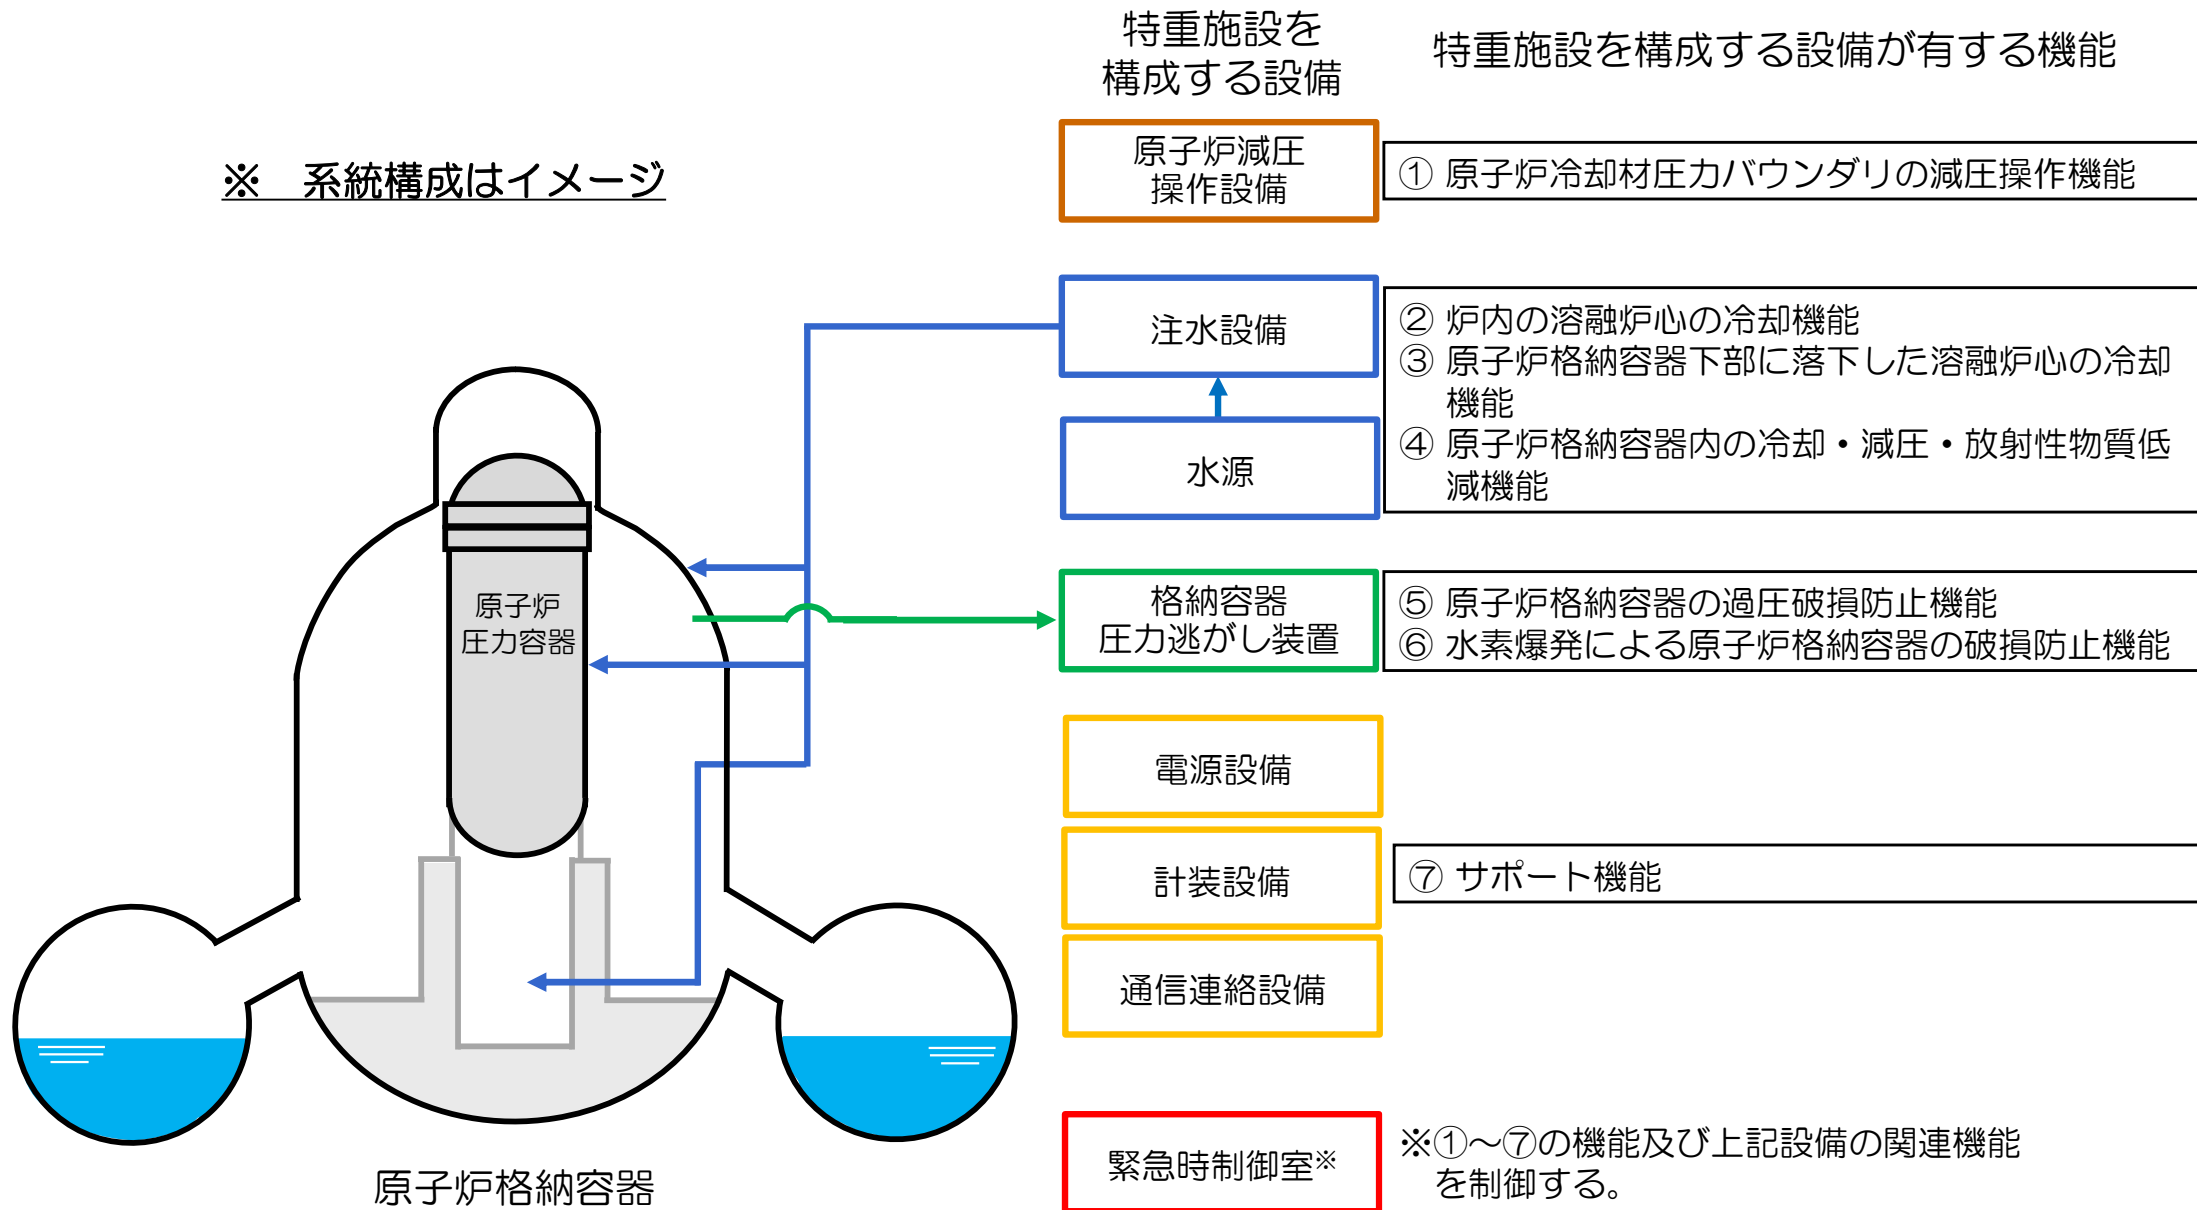 特重施設を
構成する設備
特重施設を構成する設備が有する機能
※　系統構成はイメージ
原子炉減圧
操作設備
① 原子炉冷却材圧力バウンダリの減圧操作機能
注水設備
水源
② 炉内の溶融炉心の冷却機能
③ 原子炉格納容器下部に落下した溶融炉心の冷却
機能
④ 原子炉格納容器内の冷却・減圧・放射性物質低
減機能
原子炉
圧力容器
格納容器
圧力逃がし装置
⑤ 原子炉格納容器の過圧破損防止機能
⑥ 水素爆発による原子炉格納容器の破損防止機能
電源設備
計装設備
通信連絡設備
⑦ サポート機能
緊急時制御室※
※①～⑦の機能及び上記設備の関連機能
を制御する。
原子炉格納容器